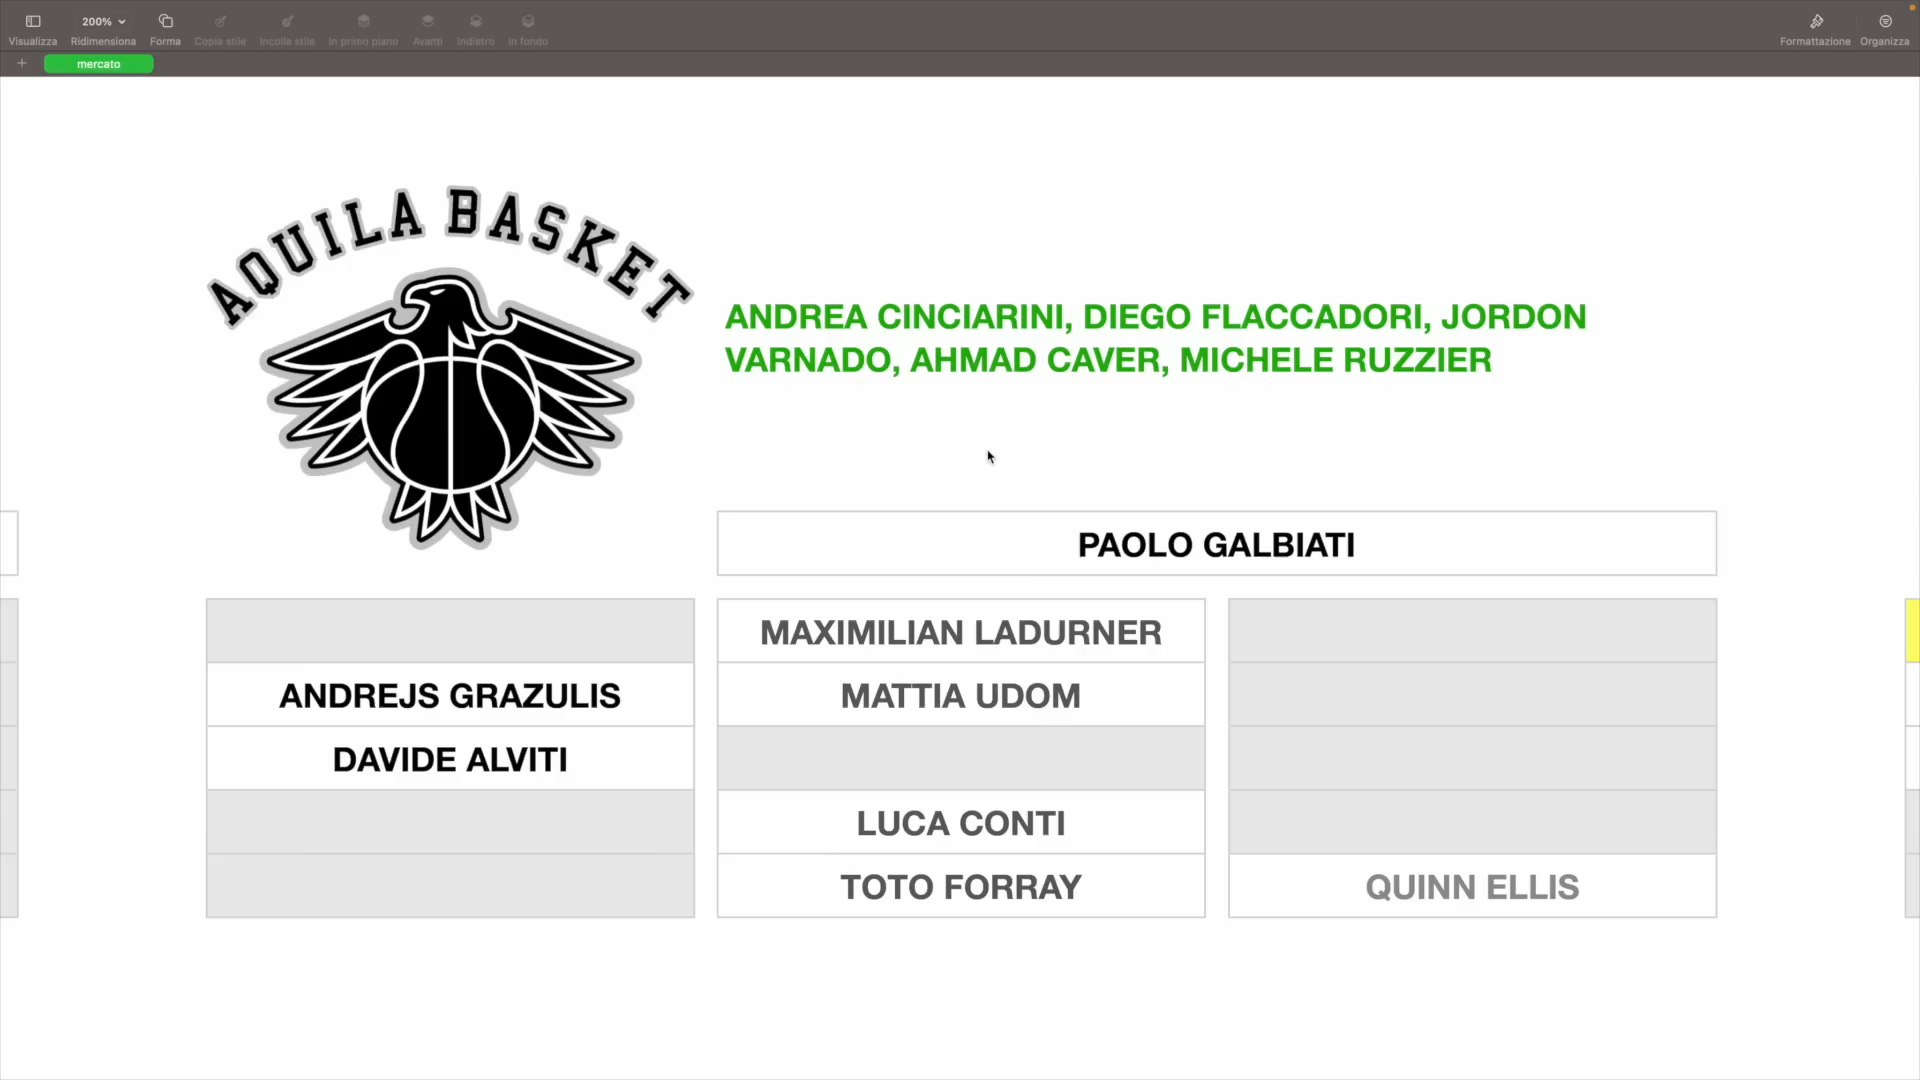 200%
Visualizza
Ridimensiona
Forma
Copia stile
Incolla stile
In primo piano
Avanti
Indietro
In fondo
Formattazione
Organizza
mercato
AQUILA BASKET
ANDREA CINCIARINI, DIEGO FLACCADORI, JORDON
VARNADO, AHMAD CAVER, MICHELE RUZZIER
PAOLO GALBIATI
MAXIMILIAN LADURNER
ANDREJS GRAZULIS
MATTIA UDOM
DAVIDE ALVITI
LUCA CONTI
TOTO FORRAY
QUINN ELLIS